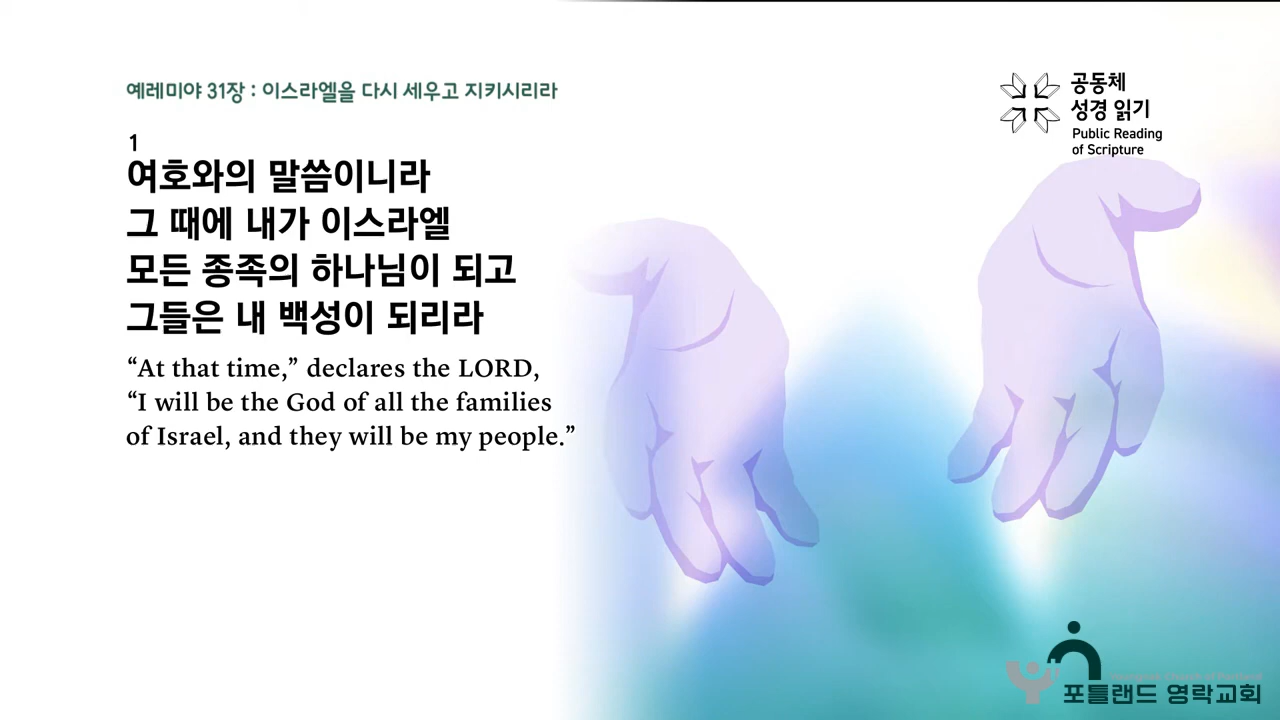 예레미야 31장 : 이스라엘을 다시 세우고 지키시리라
1
여호와의 말씀이니라
그 때에 내가 이스라엘
모든 종족의 하나님이 되고
그들은 내 백성이 되리라
“At that time,” declares the LORD,
“I will be the God of all the families
of Israel, and they will be my people.”
공동체
성경 읽기
Public Reading
of Scripture
포틀랜드 영락교회